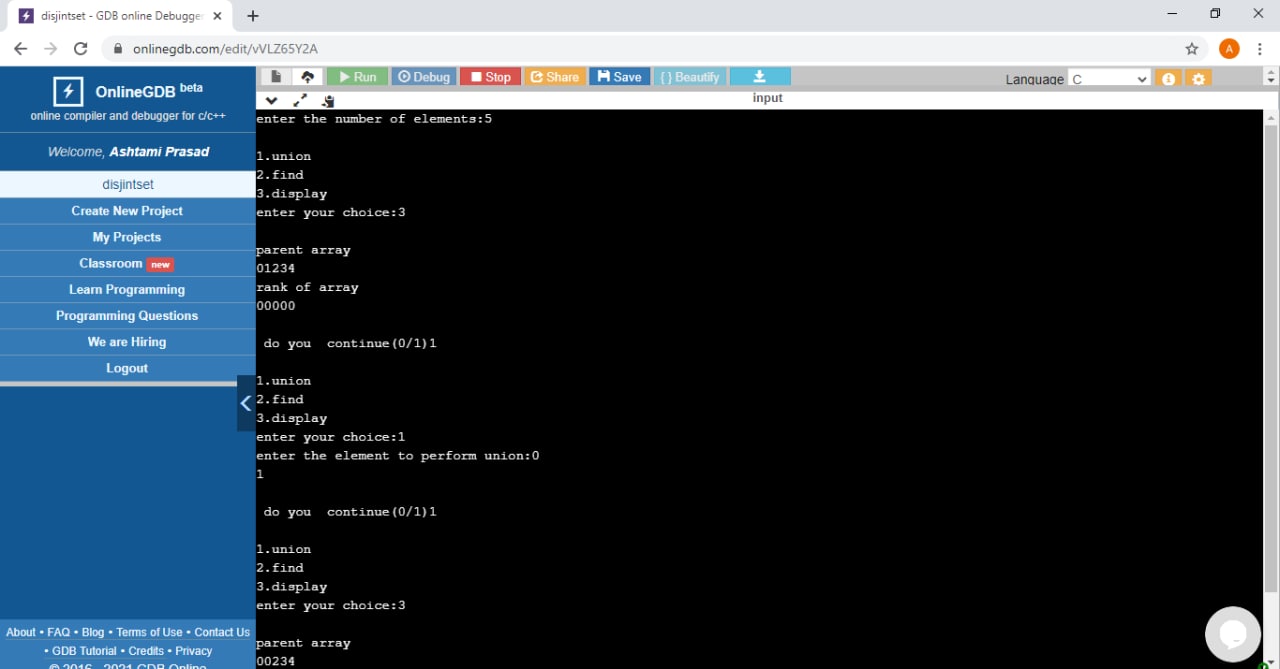 disjintset - GDB online Debugger
onlinegdb.com/edit/vVLZ65Y2A
A
OnlineGDB beta
online compiler and debugger for c/c++
Welcome, Ashtami Prasad
disjintset
Create New Project
My Projects
Classroom new
Learn Programming
Programming Questions
We are Hiring
Logout
About • FAQ • Blog • Terms of Use • Contact Us
• GDB Tutorial • Credits • Privacy
© 2016 - 2021 GDB Online
Run Debug Stop Share Save {} Beautify Language C
input
enter the number of elements:5
1.union
2.find
3.display
enter your choice:3
parent array
01234
rank of array
00000
do you  continue(0/1)1
1.union
2.find
3.display
enter your choice:1
enter the element to perform union:0
1
do you  continue(0/1)1
1.union
2.find
3.display
enter your choice:3
parent array
00234